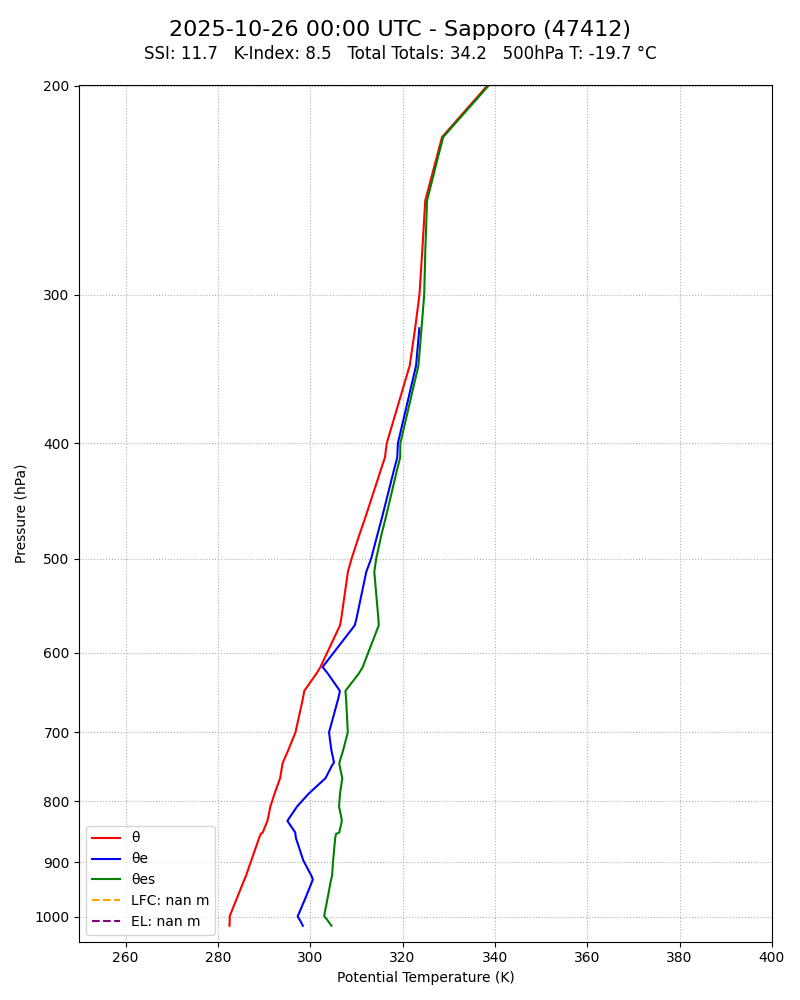 2025-10-26 00:00 UTC - Sapporo (47412)
SSI: 11.7 K-Index: 8.5 Total Totals: 34.2 500hPa T: -19.7 °C
200
300
400
500
600
700
800
900
1000
Pressure (hPa)
θ
θe
θes
LFC: nan m
EL: nan m
260 280 300 320 340 360 380 400
Potential Temperature (K)